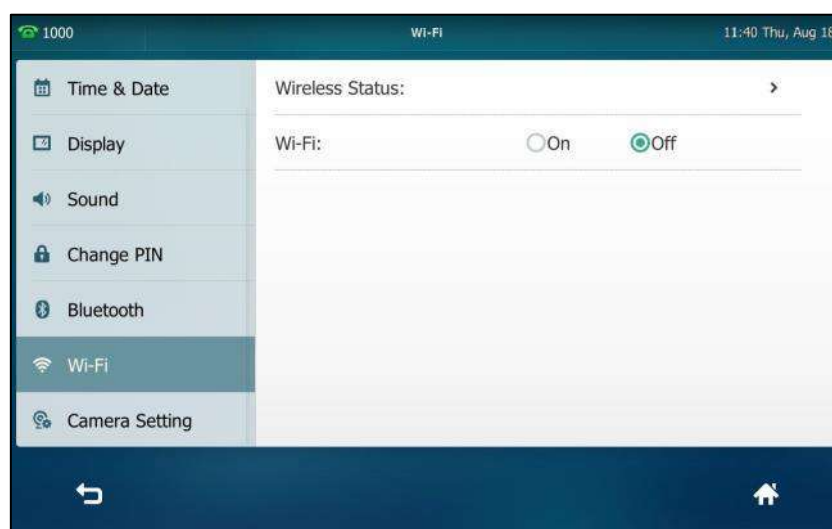 1000 Wi-Fi 11:40 Thu, Aug 18
Time & Date
Wireless Status:
Display
Wi-Fi: On Off
Sound
Change PIN
Bluetooth
Wi-Fi
Camera Setting